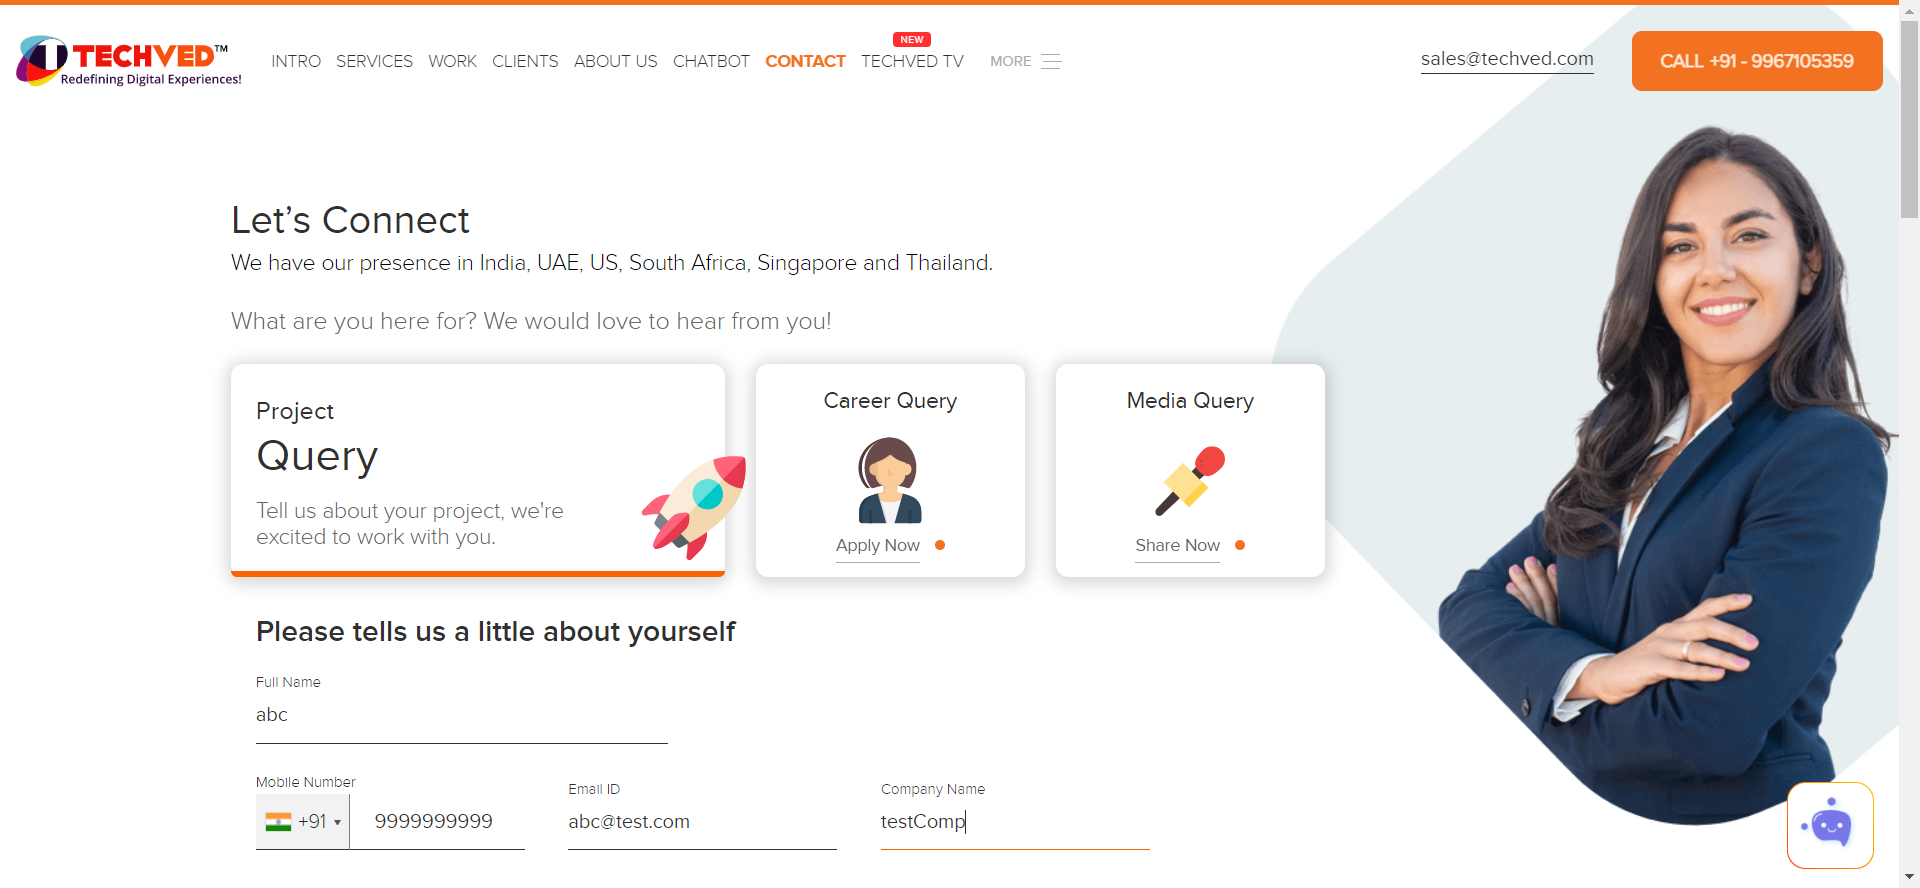 TECHVED™
Redefining Digital Experiences!
INTRO SERVICES WORK CLIENTS ABOUT US CHATBOT CONTACT TECHVED TV MORE
NEW
sales@techved.com
CALL +91 - 9967105359
Let's Connect
We have our presence in India, UAE, US, South Africa, Singapore and Thailand.
What are you here for? We would love to hear from you!
Project
Query
Tell us about your project, we're
excited to work with you.
Career Query
Apply Now
Media Query
Share Now
Please tells us a little about yourself
Full Name
abc
Mobile Number
+91 9999999999
Email ID
abc@test.com
Company Name
testComp